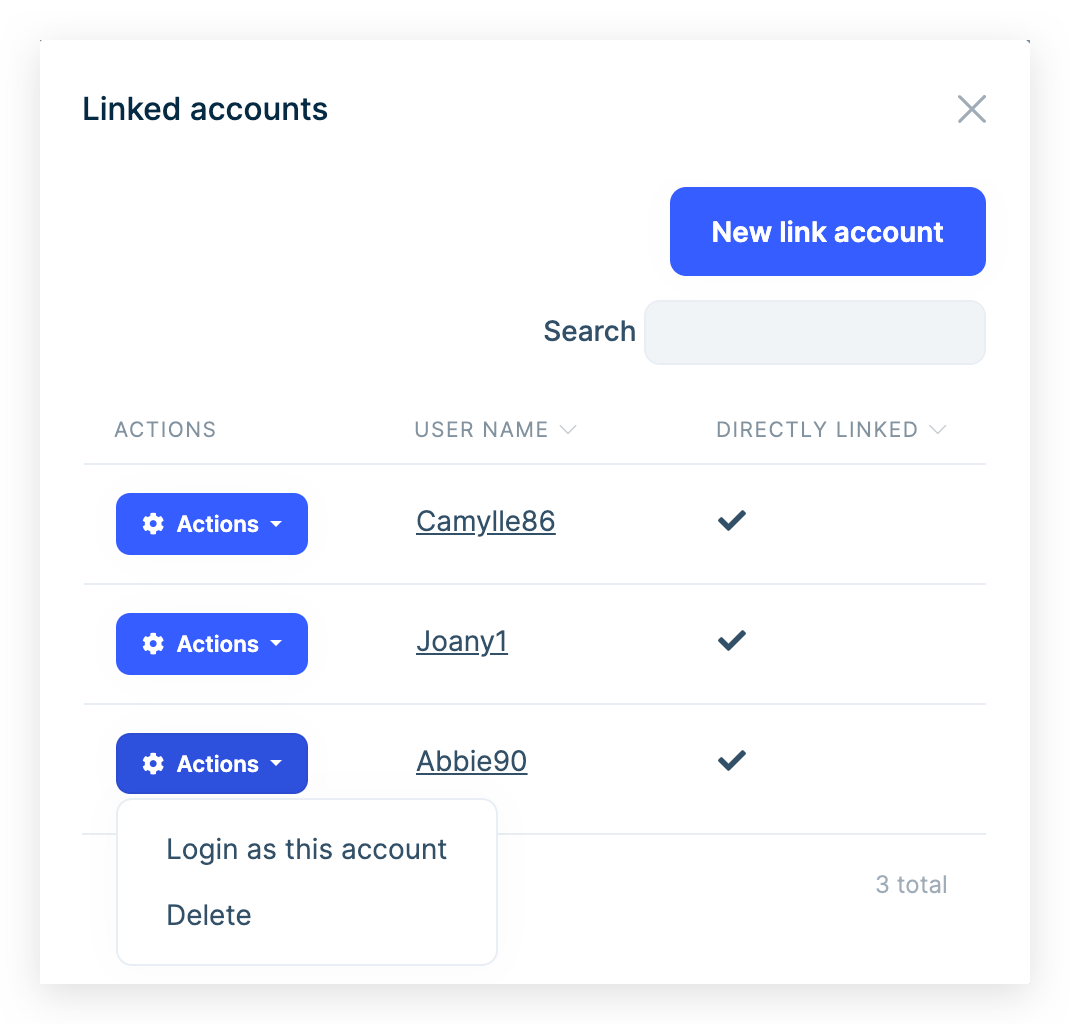 Linked accounts
New link account
Search
ACTIONS USER NAME DIRECTLY LINKED
Actions Camylle86
Actions Joany1
Actions Abbie90
Login as this account
3 total
Delete